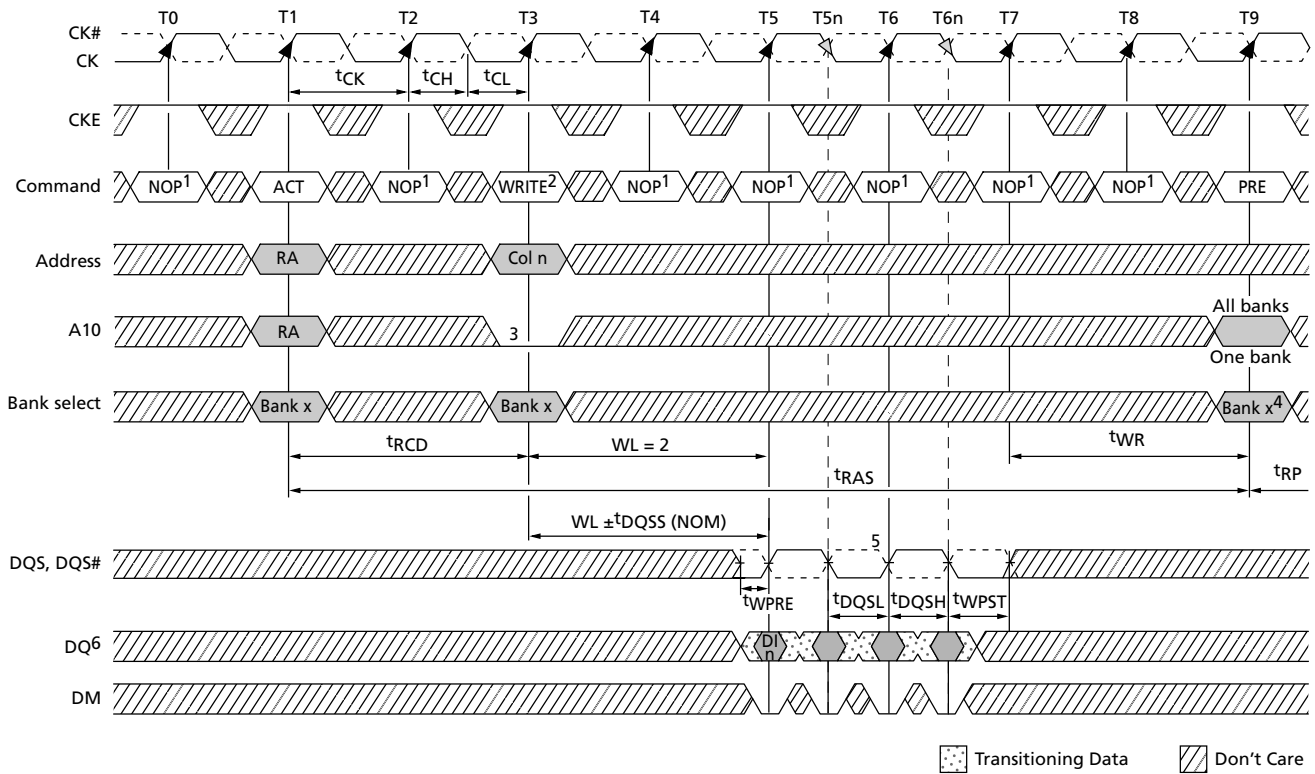 T0 T1 T2 T3 T4 T5 T5n T6 T6n T7 T8 T9
CK#
CK
tCK tCH tCL
CKE
Command NOP1 ACT NOP1 WRITE2 NOP1 NOP1 NOP1 NOP1 NOP1 PRE
Address RA Col n
All banks
A10 RA 3
One bank
Bank select Bank x Bank x Bank x4
tRCD WL = 2 tWR
tRAS tRP
WL ±tDQSS (NOM)
5
DQS, DQS#
tWPRE tDQSL tDQSH tWPST
DQ6 DI
n
DM
Transitioning Data Don't Care